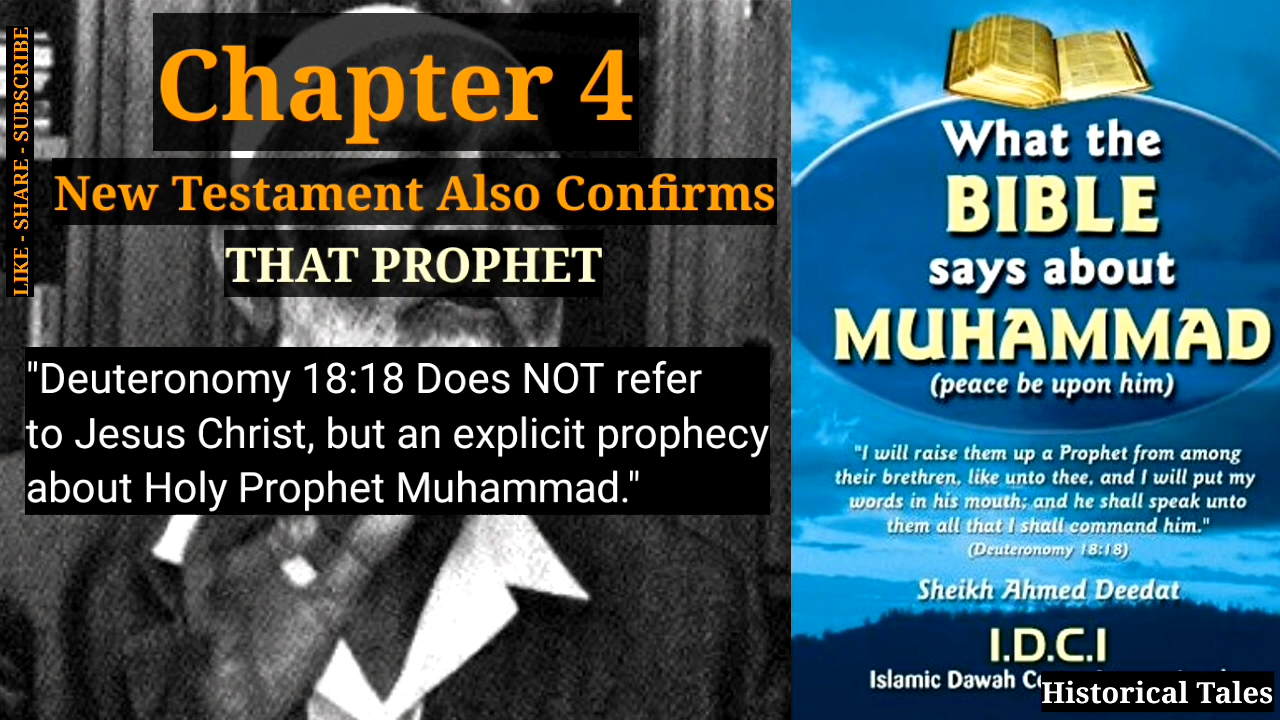 LIKE - SHARE - SUBSCRIBE
Chapter 4
New Testament Also Confirms
THAT PROPHET
"Deuteronomy 18:18 Does NOT refer
to Jesus Christ, but an explicit prophecy
about Holy Prophet Muhammad."
What the
BIBLE
says about
MUHAMMAD
(peace be upon him)
"I will raise them up a Prophet from among
their brethren, like unto thee, and I will put my
words in his mouth; and he shall speak unto
them all that I shall command him."
(Deuteronomy 18:18)
Sheikh Ahmed Deedat
I.D.C.I
Islamic Dawah
Historical Tales